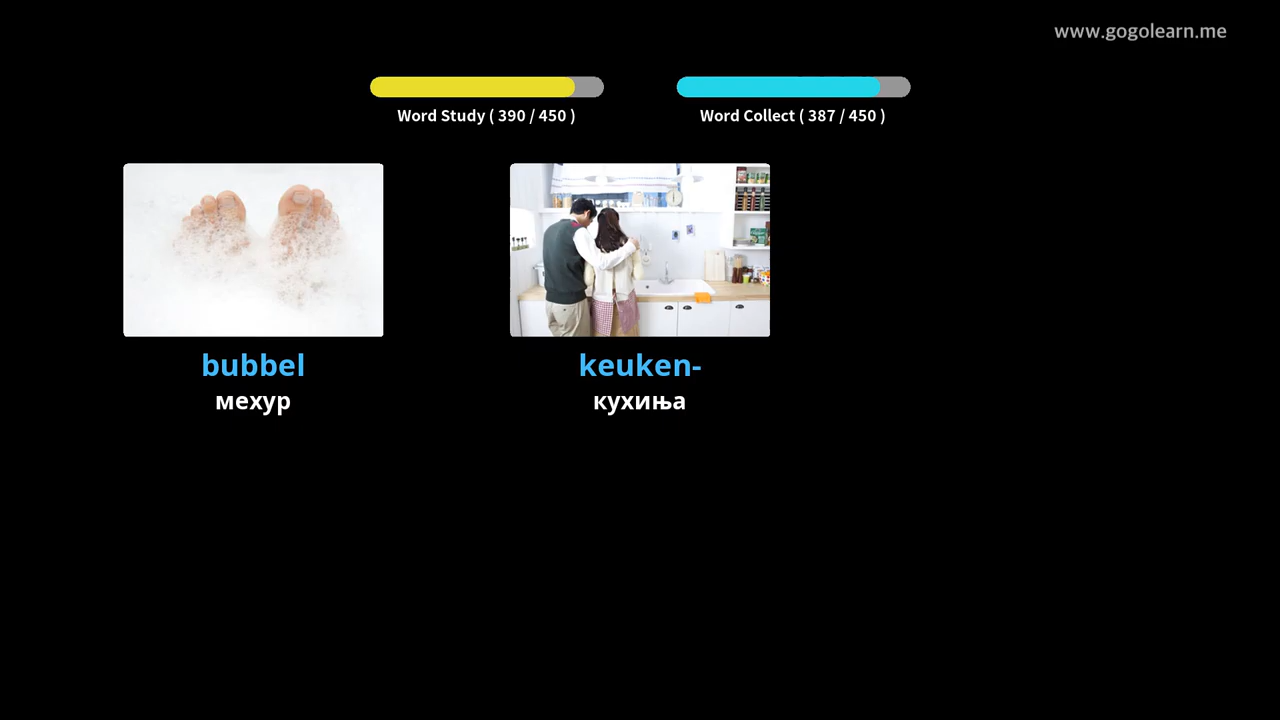 www.gogolearn.me
Word Study ( 390 / 450 )
Word Collect ( 387 / 450 )
bubbel
мехур
keuken-
кухиња